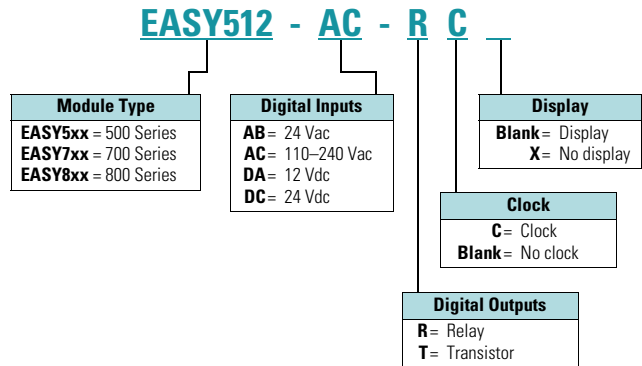 EASY512 - AC - R C
Module Type
EASY5xx = 500 Series
EASY7xx = 700 Series
EASY8xx = 800 Series
Digital Inputs
AB = 24 Vac
AC = 110–240 Vac
DA = 12 Vdc
DC = 24 Vdc
Display
Blank = Display
X = No display
Clock
C = Clock
Blank = No clock
Digital Outputs
R = Relay
T = Transistor